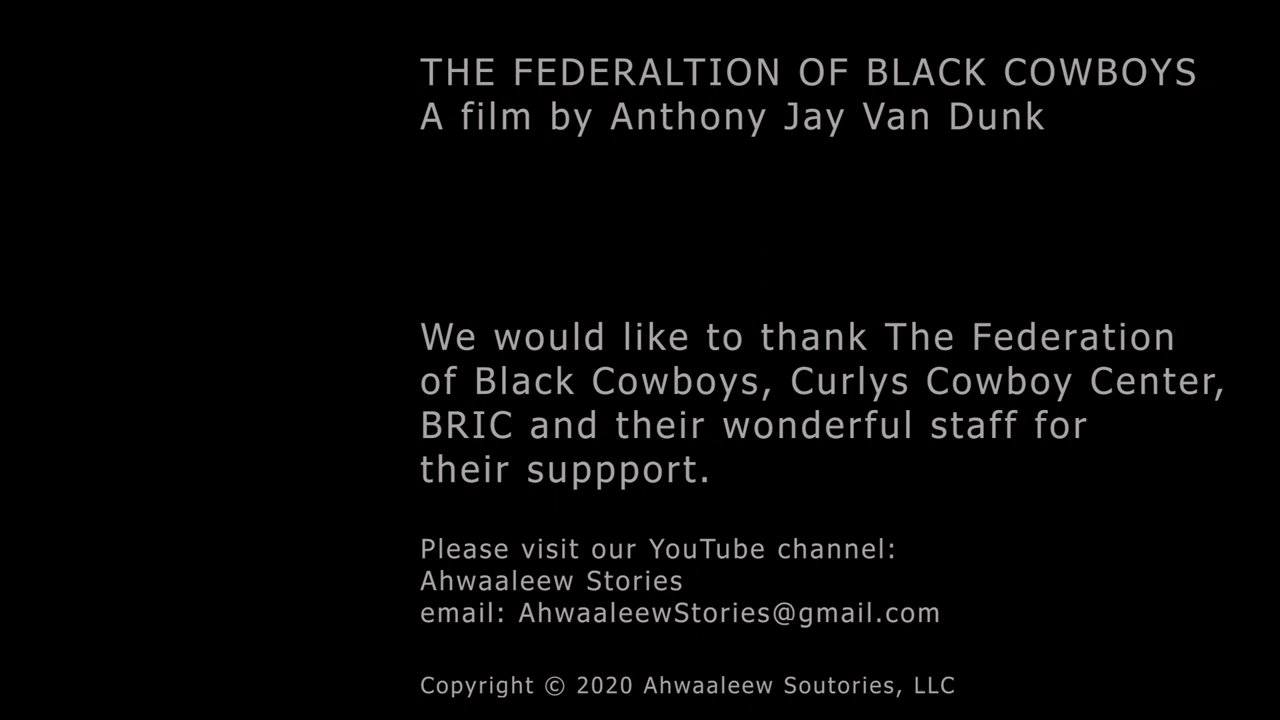 THE FEDERALTION OF BLACK COWBOYS
A film by Anthony Jay Van Dunk
We would like to thank The Federation
of Black Cowboys, Curlys Cowboy Center,
BRIC and their wonderful staff for
their suppport.
Please visit our YouTube channel:
Ahwaaleew Stories
email: AhwaaleewStories@gmail.com
Copyright © 2020 Ahwaaleew Soutories, LLC